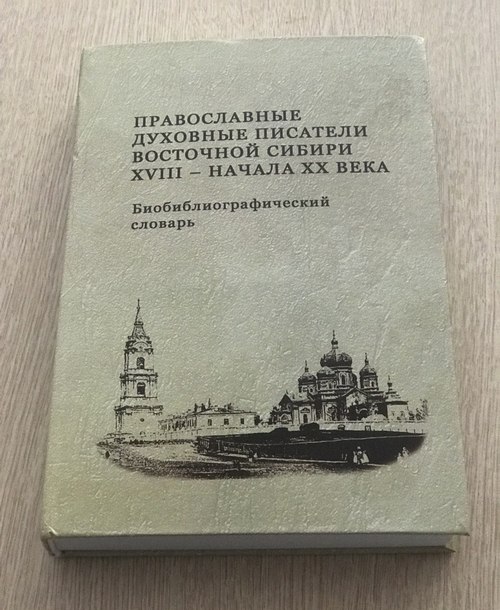 ПРАВОСЛАВНЫЕ
ДУХОВНЫЕ ПИСАТЕЛИ
ВОСТОЧНОЙ СИБИРИ
XVIII – НАЧАЛА XX ВЕКА
Биобиблиографический
словарь